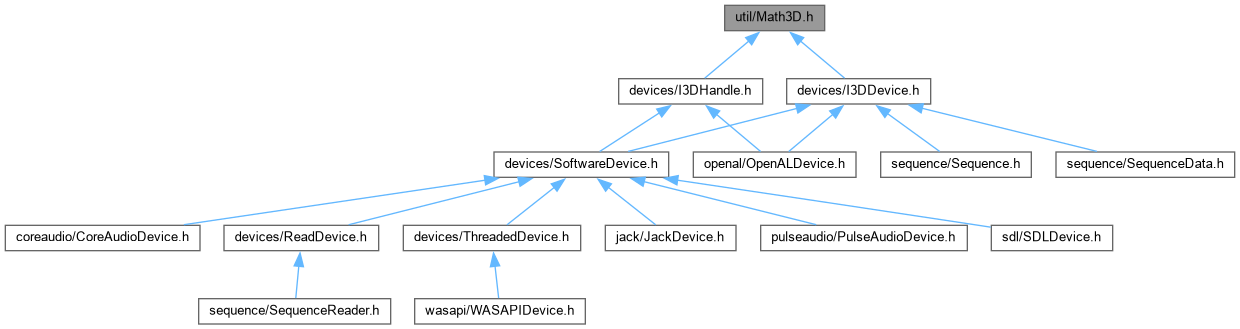 util/Math3D.h
devices/I3DHandle.h
devices/I3DDevice.h
devices/SoftwareDevice.h
openal/OpenALDevice.h
sequence/Sequence.h
sequence/SequenceData.h
coreaudio/CoreAudioDevice.h
devices/ReadDevice.h
devices/ThreadedDevice.h
jack/JackDevice.h
pulseaudio/PulseAudioDevice.h
sdl/SDLDevice.h
sequence/SequenceReader.h
wasapi/WASAPIDevice.h